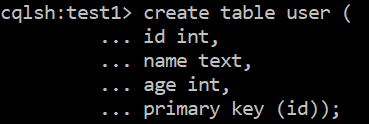 cqlsh:test1> create table user (
... id int,
... name text,
... age int,
... primary key (id));